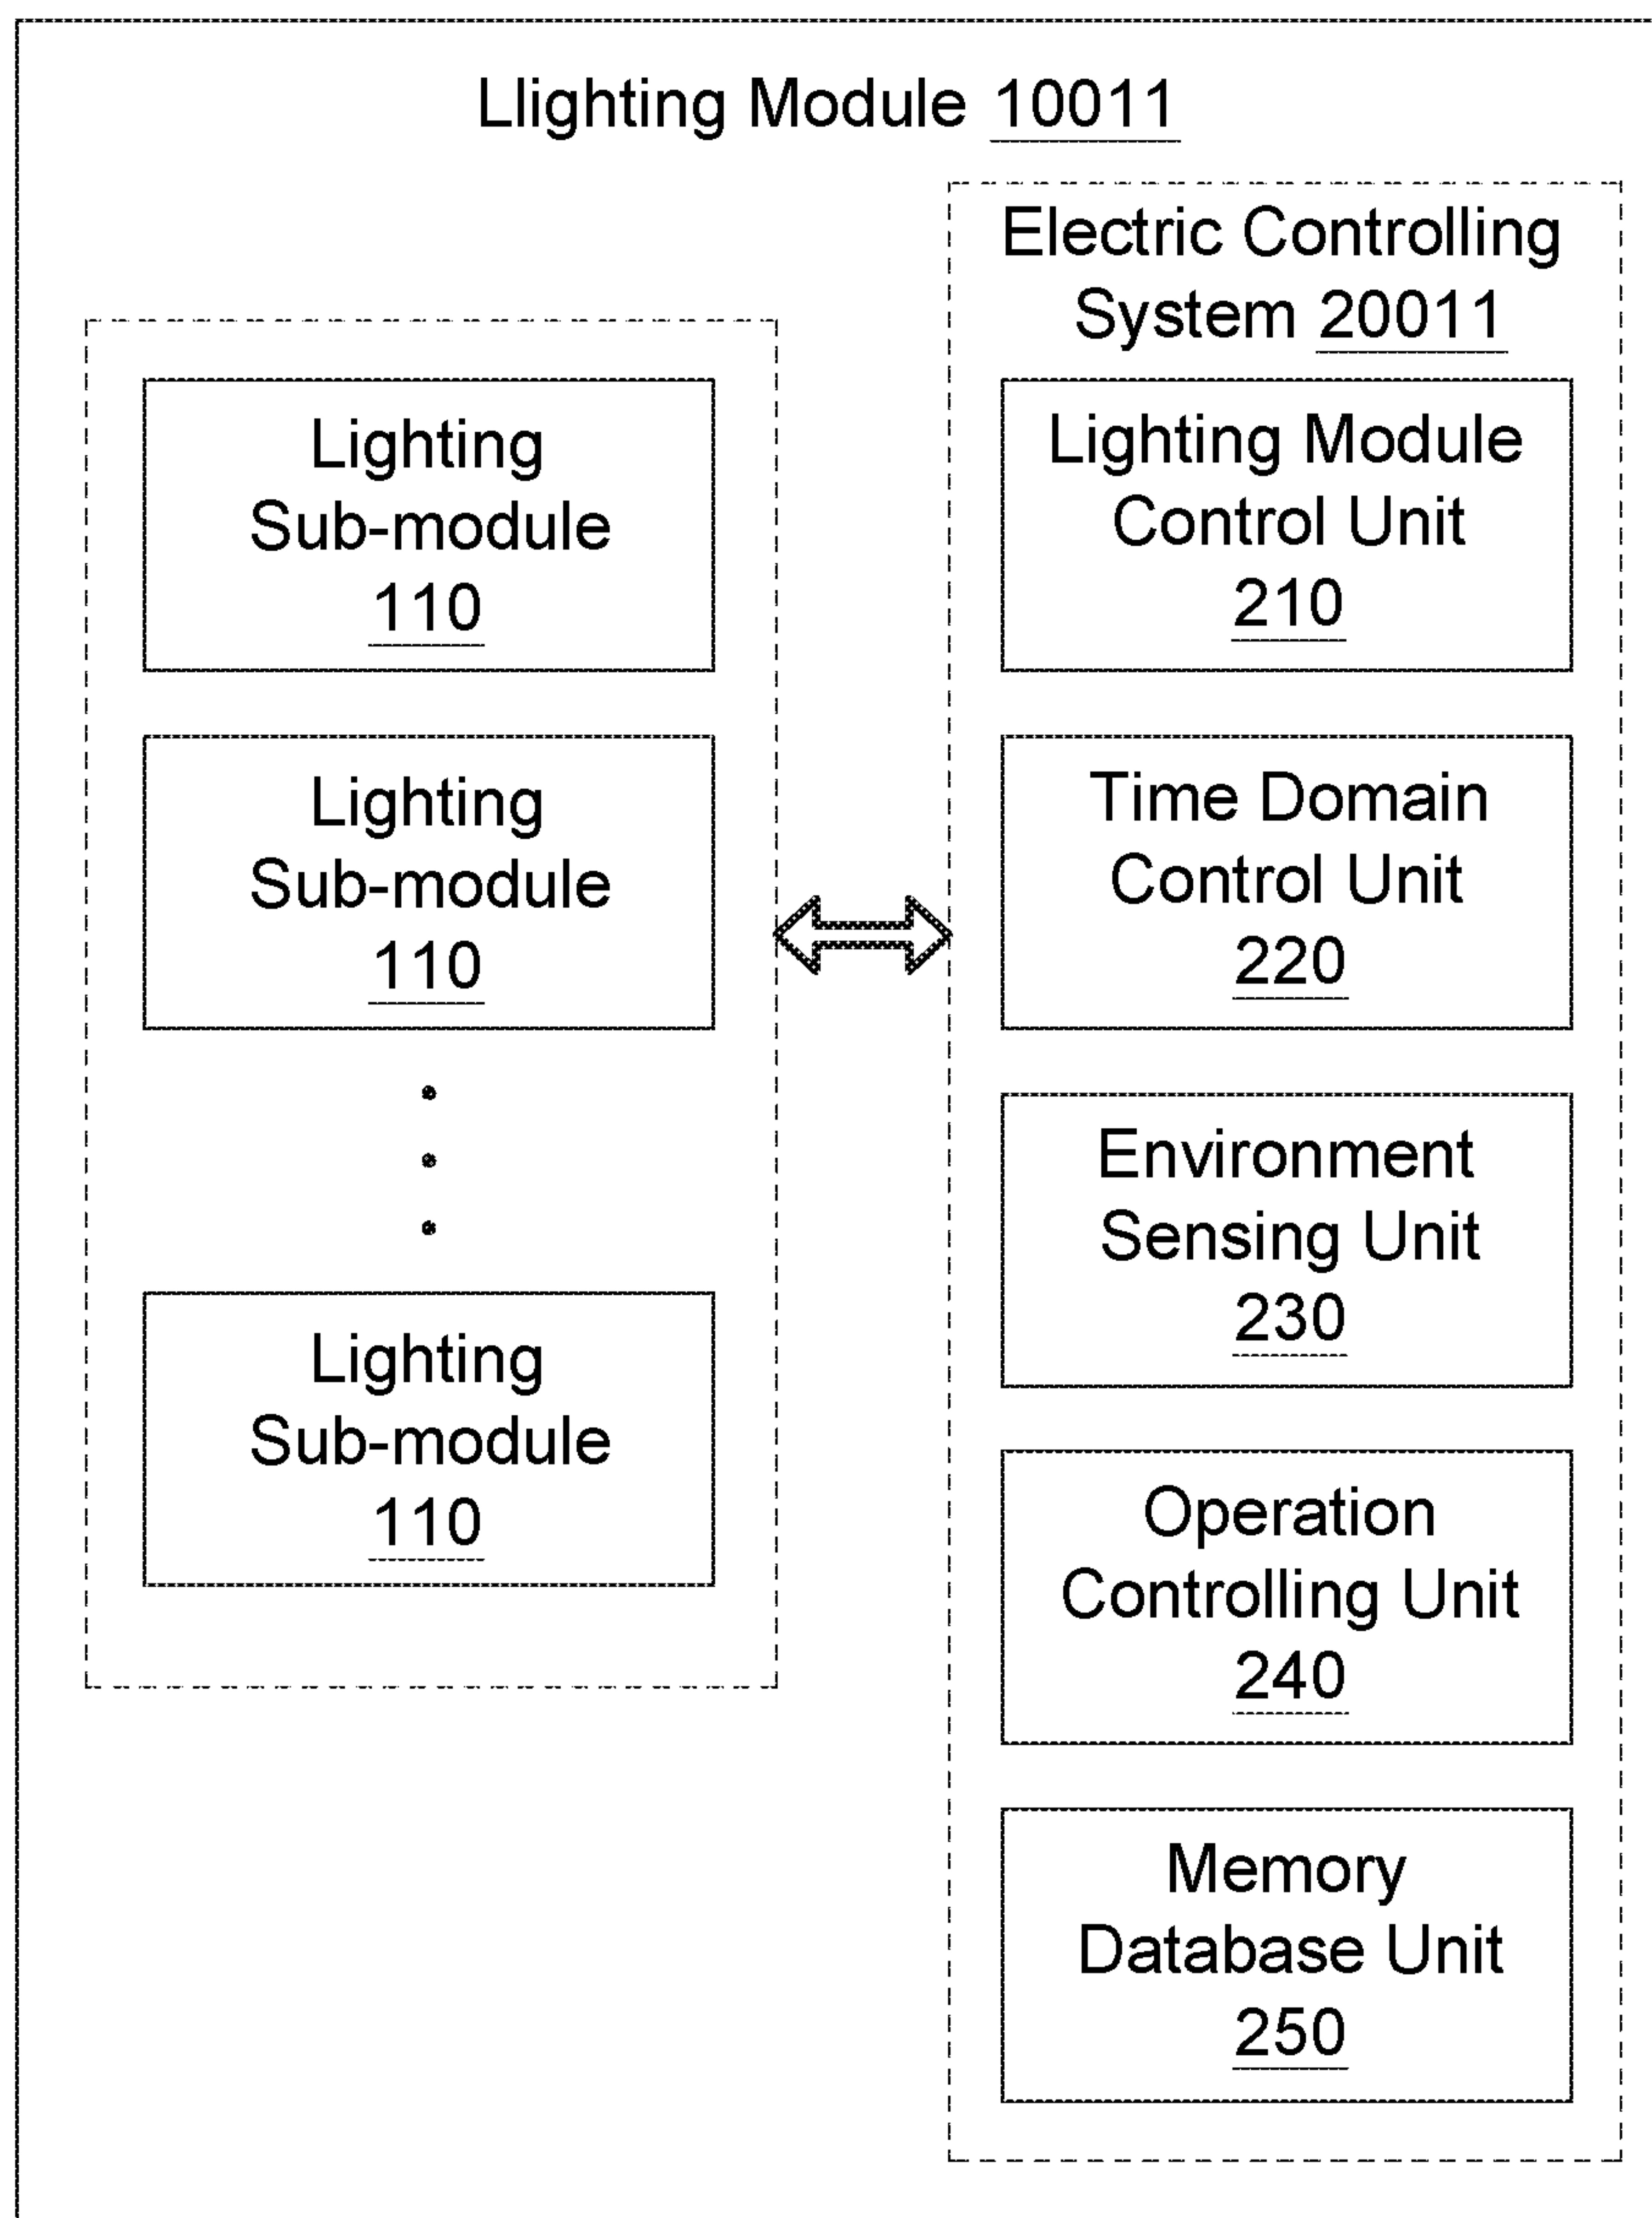 Llighting Module 10011
Lighting
Sub-module
110
Lighting
Sub-module
110
Lighting
Sub-module
110
Electric Controlling
System 20011
Lighting Module
Control Unit
210
Time Domain
Control Unit
220
Environment
Sensing Unit
230
Operation
Controlling Unit
240
Memory
Database Unit
250